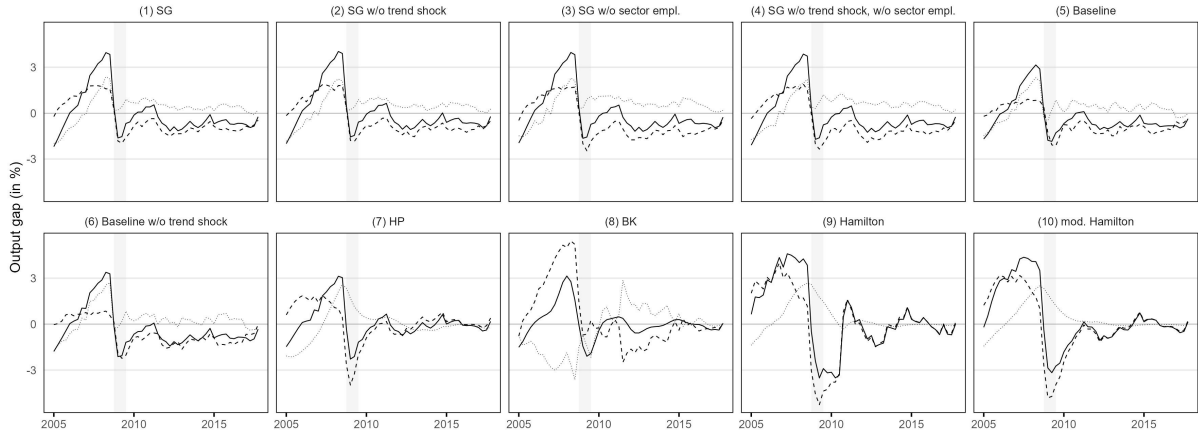 (1) SG
(2) SG w/o trend shock
(3) SG w/o sector empl.
(4) SG w/o trend shock, w/o sector empl.
(5) Baseline
3
0
-3
Output gap (in %)
(6) Baseline w/o trend shock
(7) HP
(8) BK
(9) Hamilton
(10) mod. Hamilton
3
0
-3
2005 2010 2015
2005 2010 2015
2005 2010 2015
2005 2010 2015
2005 2010 2015